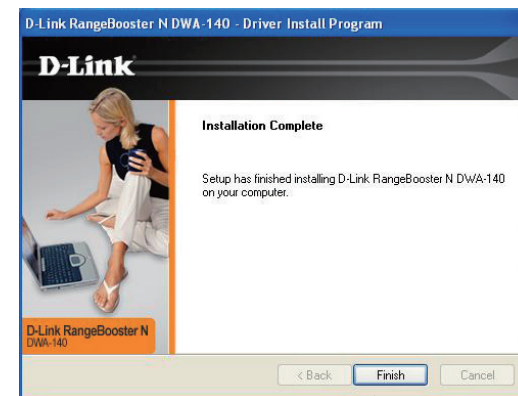 D-Link RangeBooster N DWA-140 - Driver Install Program
D-Link
Installation Complete
Setup has finished installing D-Link RangeBooster N DWA-140
on your computer.
D-Link RangeBooster N
DWA-140
< Back
Finish
Cancel